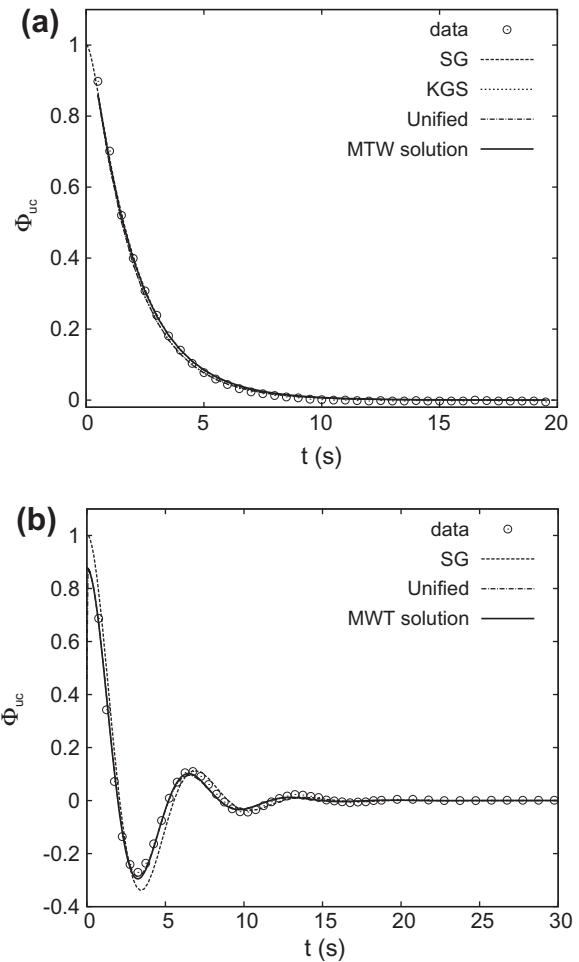 (a)
data
SG
KGS
Unified
MTW solution
1
0.8
0.6
0.4
0.2
0
Φuc
0 5 10 15 20
t (s)
(b)
data
SG
Unified
MWT solution
1
0.8
0.6
0.4
0.2
0
-0.2
-0.4
Φuc
0 5 10 15 20 25 30
t (s)